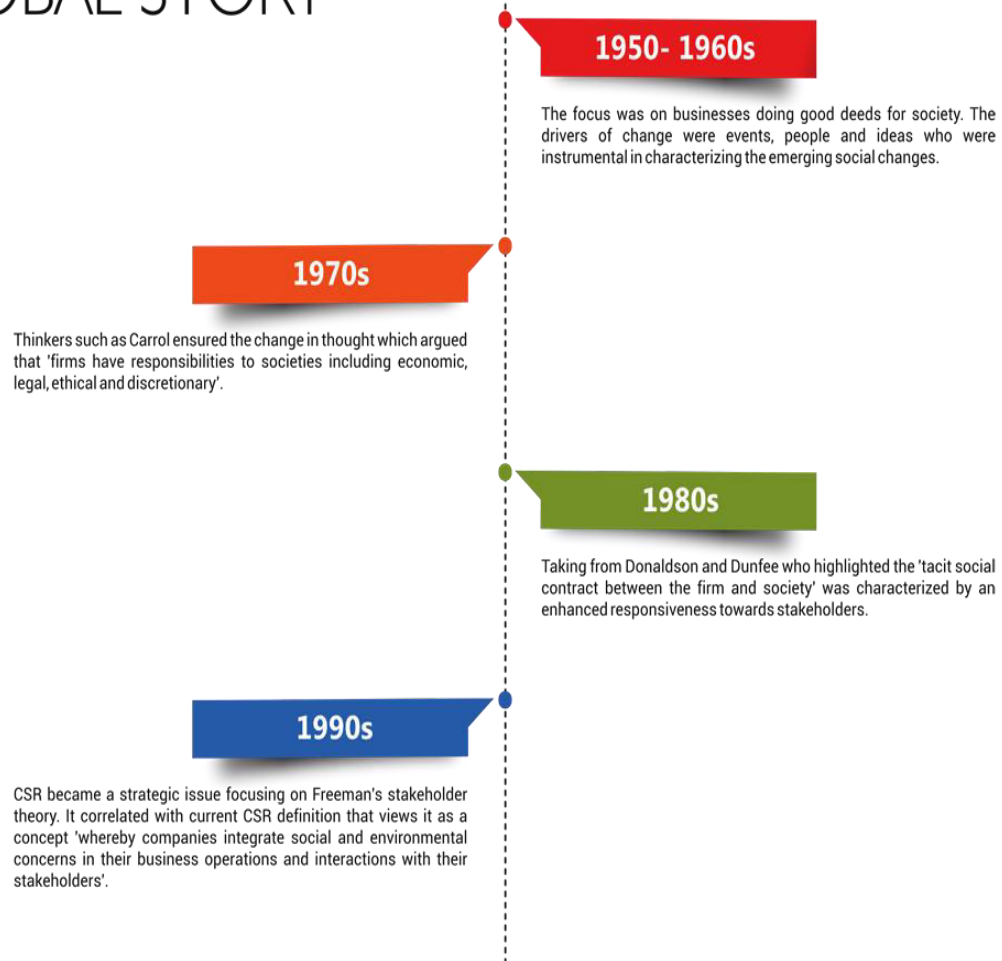 OBAL STORY
1950- 1960s
The focus was on businesses doing good deeds for society. The
drivers of change were events, people and ideas who were
instrumental in characterizing the emerging social changes.
1970s
Thinkers such as Carrol ensured the change in thought which argued
that 'firms have responsibilities to societies including economic,
legal, ethical and discretionary'.
1980s
Taking from Donaldson and Dunfee who highlighted the 'tacit social
contract between the firm and society' was characterized by an
enhanced responsiveness towards stakeholders.
1990s
CSR became a strategic issue focusing on Freeman's stakeholder
theory. It correlated with current CSR definition that views it as a
concept 'whereby companies integrate social and environmental
concerns in their business operations and interactions with their
stakeholders'.